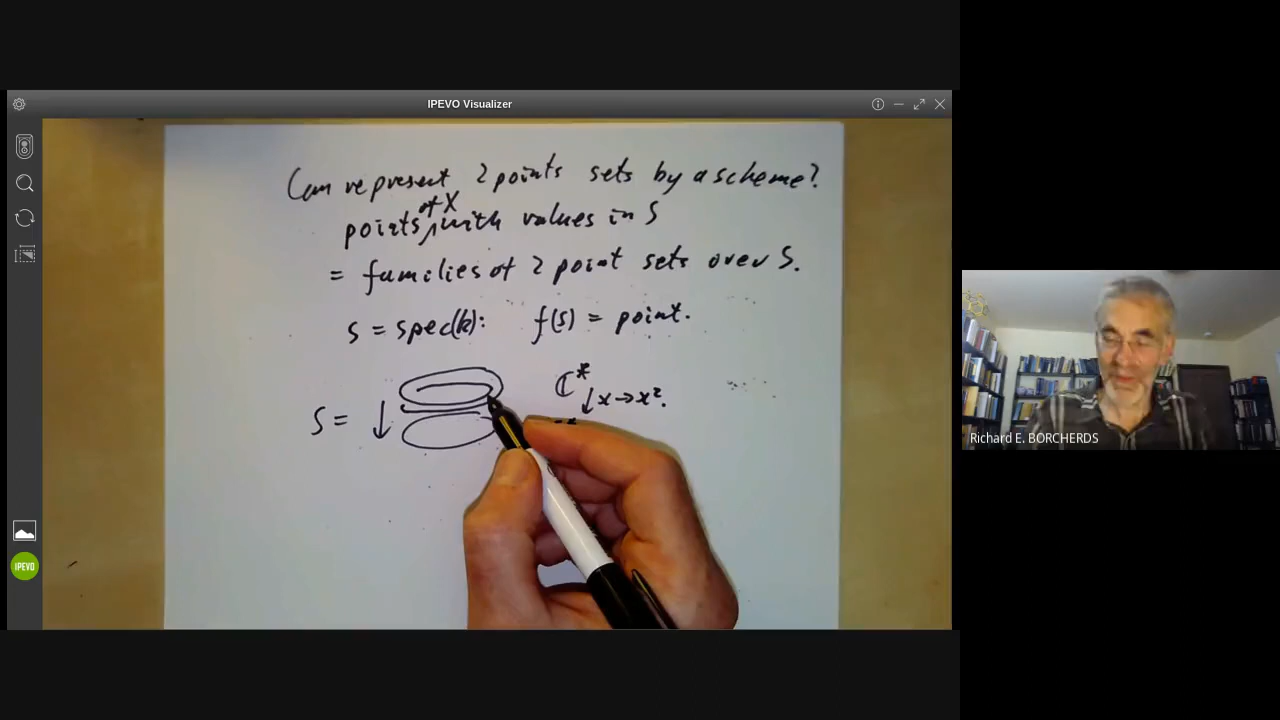 IPEVO Visualizer
Can represent 2 points sets by a scheme?
points of X, with values in S
= families of 2 point sets over S.
S = spec(k): f(s) = point.
ℂ*
S = ↓ ↓ x → x².
Richard E. BORCHERDS
IPEVO